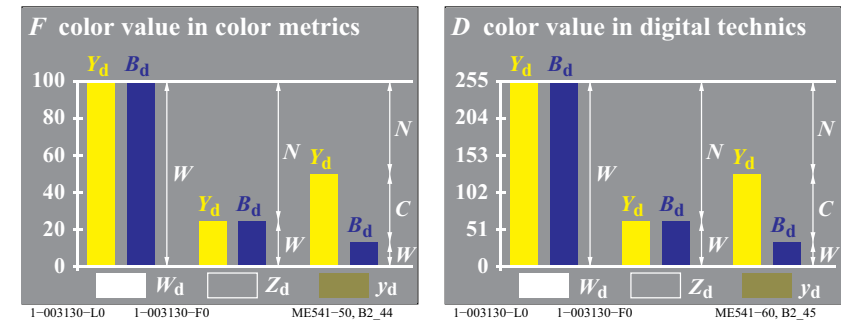 F color value in color metrics
Yd Bd
100
80
60
40
20
0
W
Yd Bd
N
W
Yd
Bd
N
C
W
Wd Zd yd
1−003130−L0 1−003130−F0 ME541−50, B2_44
D color value in digital technics
Yd Bd
255
204
153
102
51
0
W
Yd Bd
N
W
Yd
Bd
N
C
W
Wd Zd yd
1−003130−L0 1−003130−F0 ME541−60, B2_45